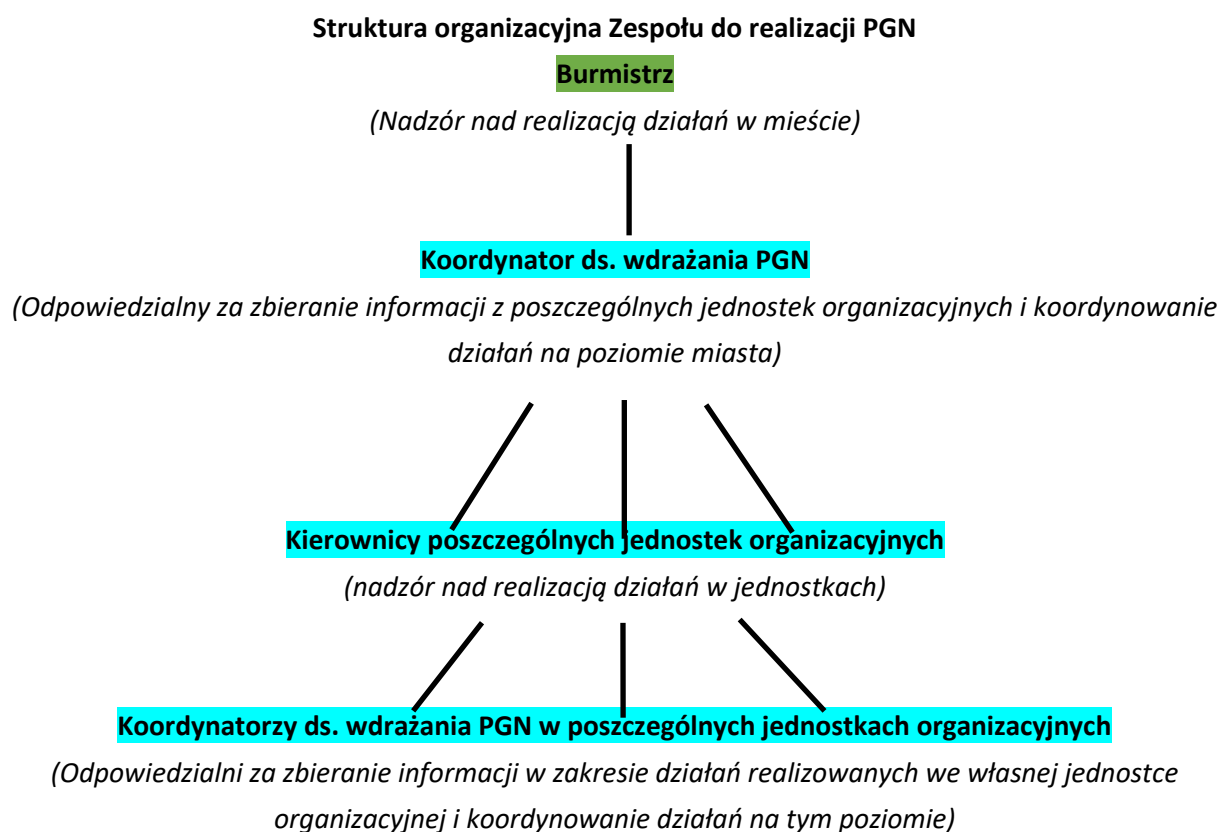 Struktura organizacyjna Zespołu do realizacji PGN
Burmistrz
(Nadzór nad realizacją działań w mieście)
Koordynator ds. wdrażania PGN
(Odpowiedzialny za zbieranie informacji z poszczególnych jednostek organizacyjnych i koordynowanie
działań na poziomie miasta)
Kierownicy poszczególnych jednostek organizacyjnych
(nadzór nad realizacją działań w jednostkach)
Koordynatorzy ds. wdrażania PGN w poszczególnych jednostkach organizacyjnych
(Odpowiedzialni za zbieranie informacji w zakresie działań realizowanych we własnej jednostce
organizacyjnej i koordynowanie działań na tym poziomie)